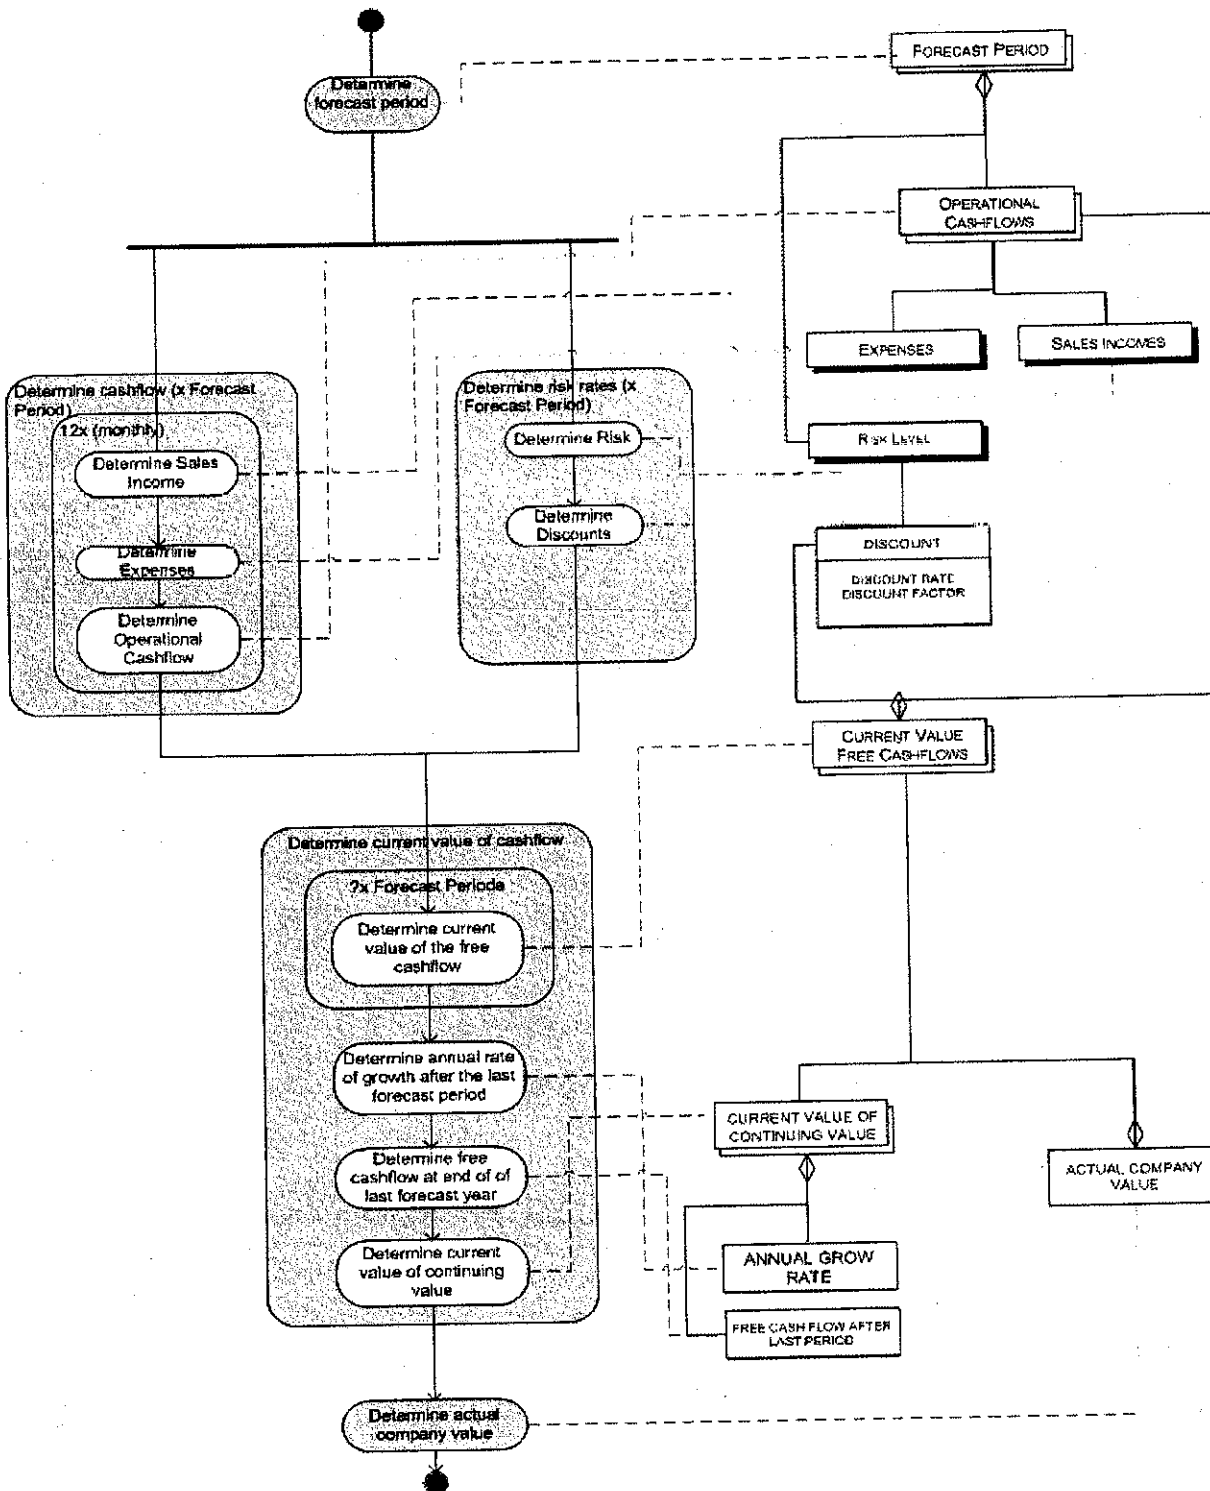 Determine
forecast period
FORECAST PERIOD
OPERATIONAL
CASHFLOWS
EXPENSES
SALES INCOMES
Determine cashflow (x Forecast
Period)
12x (monthly)
Determine Sales
Income
Determine
Expenses
Determine
Operational
Cashflow
Determine risk rates (x
Forecast Period)
Determine Risk
Determine
Discounts
RISK LEVEL
DISCOUNT
DISCOUNT RATE
DISCOUNT FACTOR
CURRENT VALUE
FREE CASHFLOWS
Determine current value of cashflow
?x Forecast Periods
Determine current
value of the free
cashflow
Determine annual rate
of growth after the last
forecast period
Determine free
cashflow at end of of
last forecast year
Determine current
value of continuing
value
CURRENT VALUE OF
CONTINUING VALUE
ACTUAL COMPANY
VALUE
ANNUAL GROW
RATE
FREE CASH FLOW AFTER
LAST PERIOD
Determine actual
company value